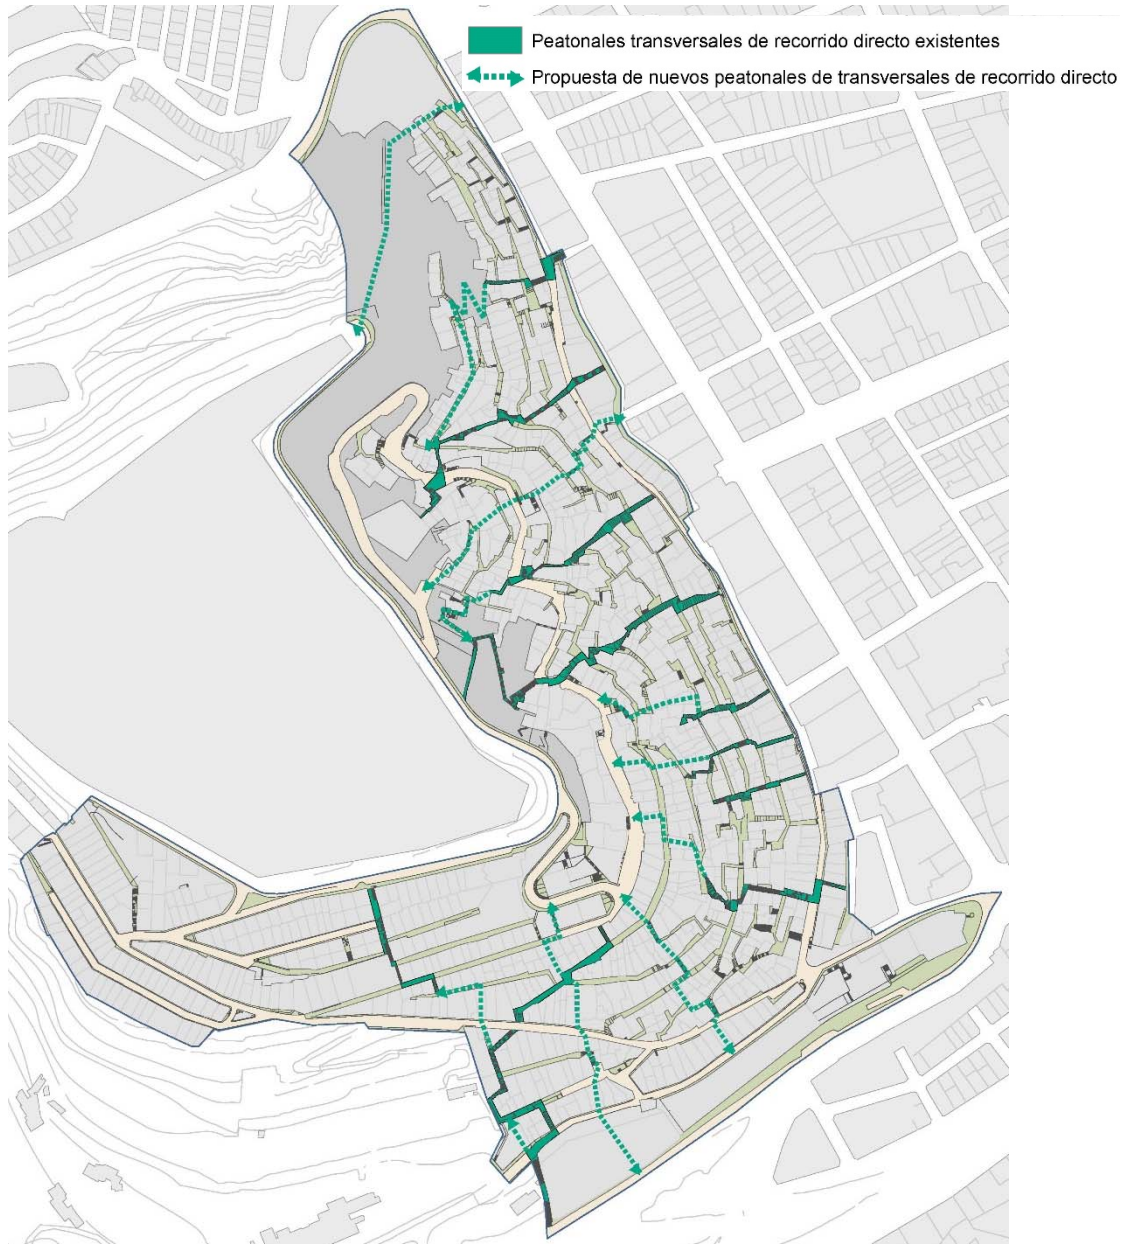 Peatonales transversales de recorrido directo existentes
Propuesta de nuevos peatonales de transversales de recorrido directo